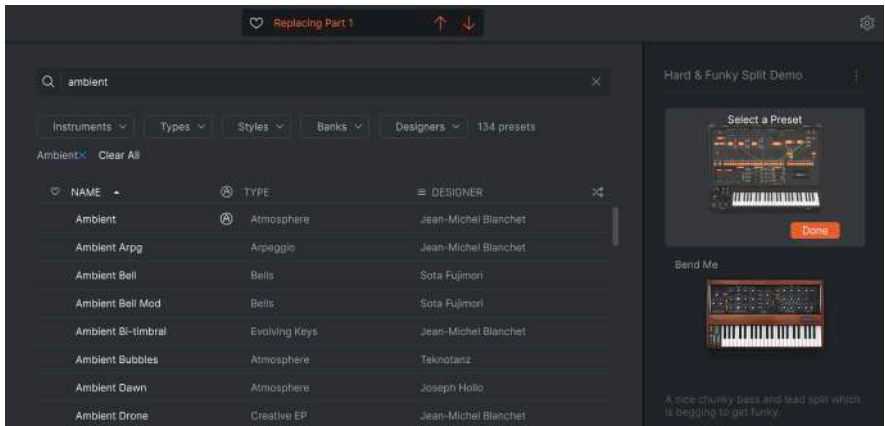 Replacing Part 1
ambient
Instruments
Types
Styles
Banks
Designers
134 presets
Ambient× Clear All
NAME TYPE DESIGNER
Ambient Atmosphere Jean-Michel Blanchet
Ambient Arpg Arpeggio Jean-Michel Blanchet
Ambient Bell Bells Sota Fujimori
Ambient Bell Mod Bells Sota Fujimori
Ambient Bi-timbral Evolving Keys Jean-Michel Blanchet
Ambient Bubbles Atmosphere Teknotanz
Ambient Dawn Atmosphere Joseph Hollo
Ambient Drone Creative EP Jean-Michel Blanchet
Hard & Funky Split Demo
Select a Preset
Done
Bend Me
A nice chunky bass and lead split which
is begging to get funky.